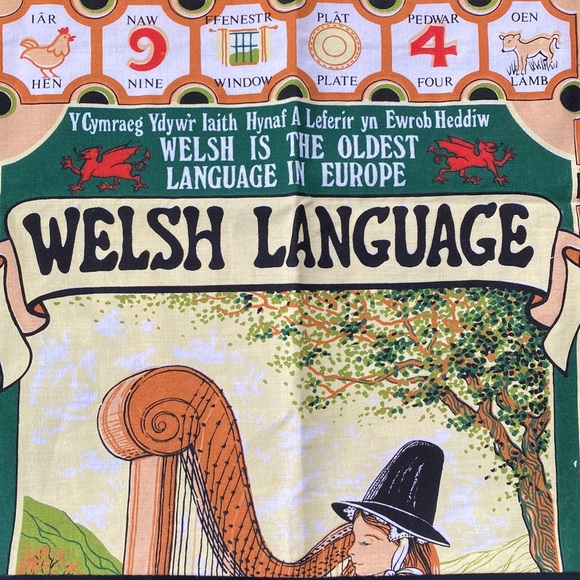 IÂR NAW FFENESTR PLÂT PEDWAR OEN
9 4
HEN NINE WINDOW PLATE FOUR LAMB
Y Cymraeg Ydyw'r Iaith Hynaf A Leferir yn Ewrob Heddiw
WELSH IS THE OLDEST
LANGUAGE IN EUROPE
WELSH LANGUAGE